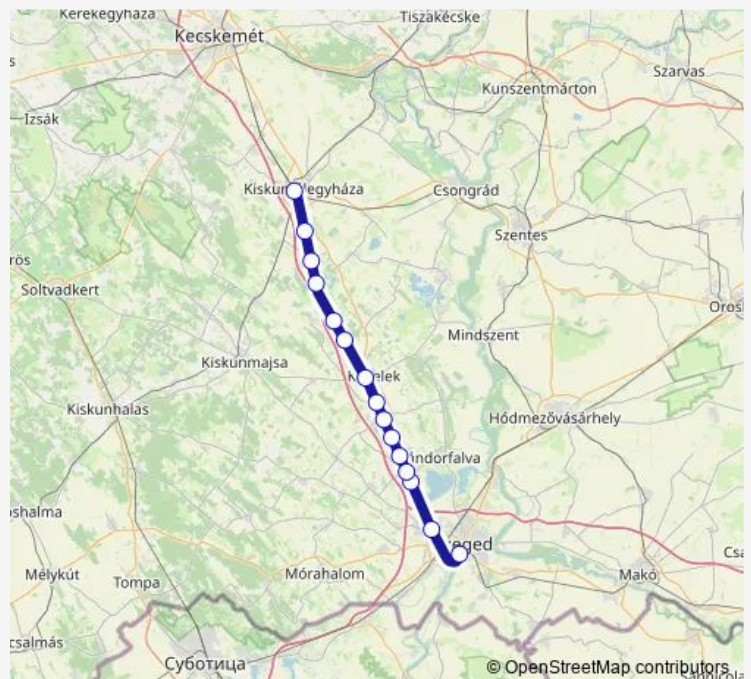 Kerekegyháza
Tiszakécske
Kecskemét
Szarvas
Kunszentmárton
Izsák
Csongrád
Szentes
Soltvadkert
Mindszent
Kiskunmajsa
Kiskunhalas
Hódmezővásárhely
Mélykút
Tompa
Mórahalom
Makó
Суботица
© OpenStreetMap contributors